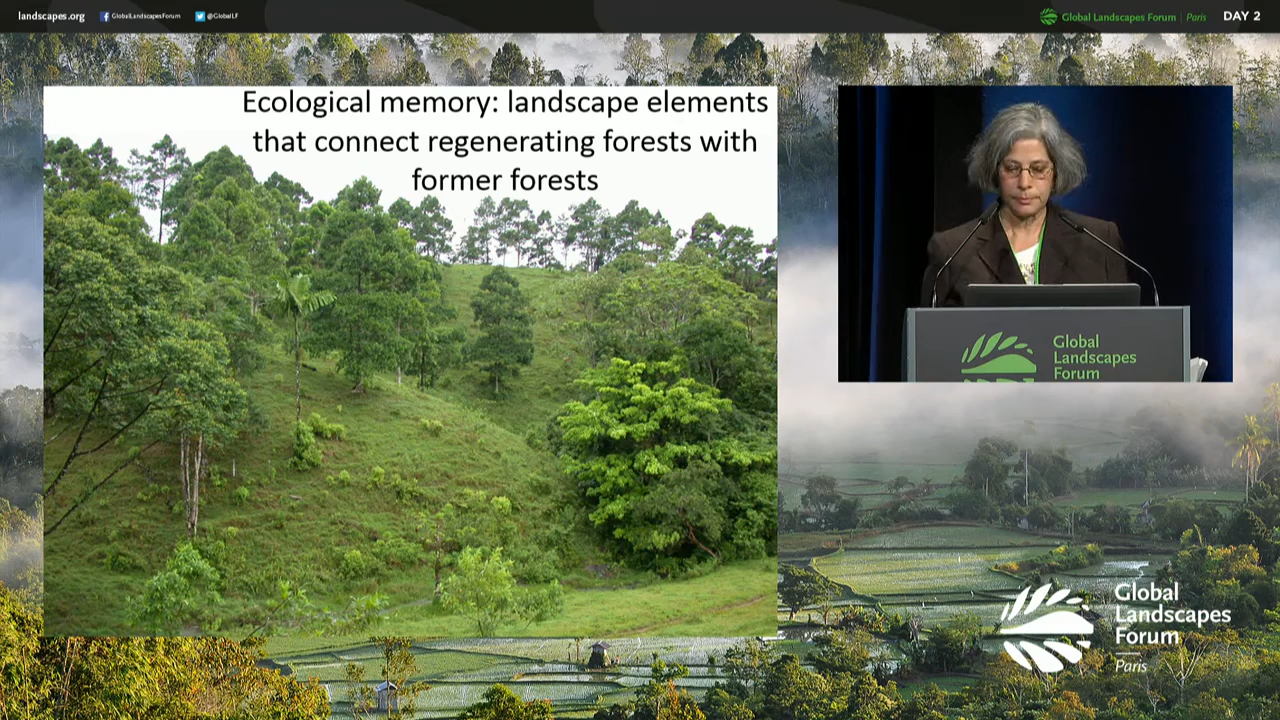 landscapes.org GlobalLandscapesForum @GlobalLF
Global Landscapes Forum | Paris DAY 2
Ecological memory: landscape elements
that connect regenerating forests with
former forests
Global
Landscapes
Forum
Global
Landscapes
Forum
Paris